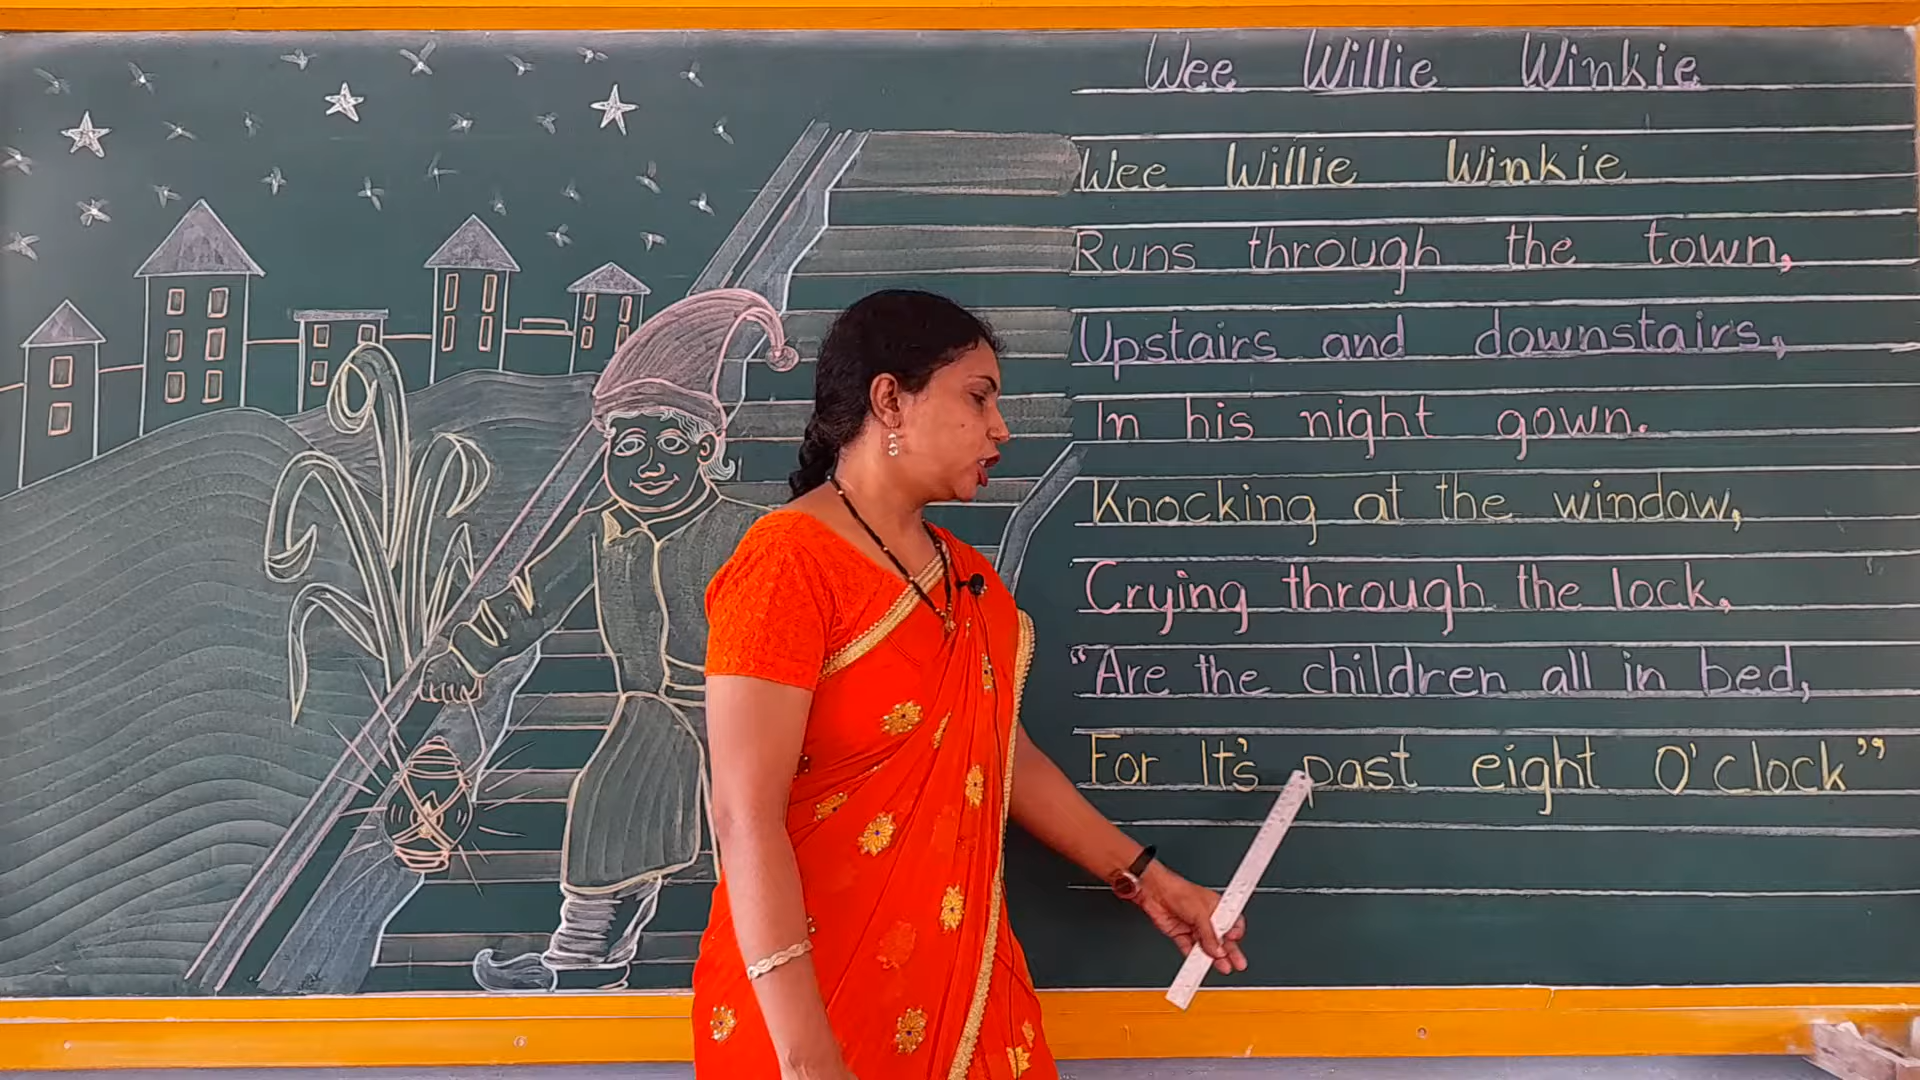 Wee Willie Winkie
Wee Willie Winkie
Runs through the town,
Upstairs and downstairs,
In his night gown.
Knocking at the window,
Crying through the lock,
“Are the children all in bed,
For It's past eight O'clock”